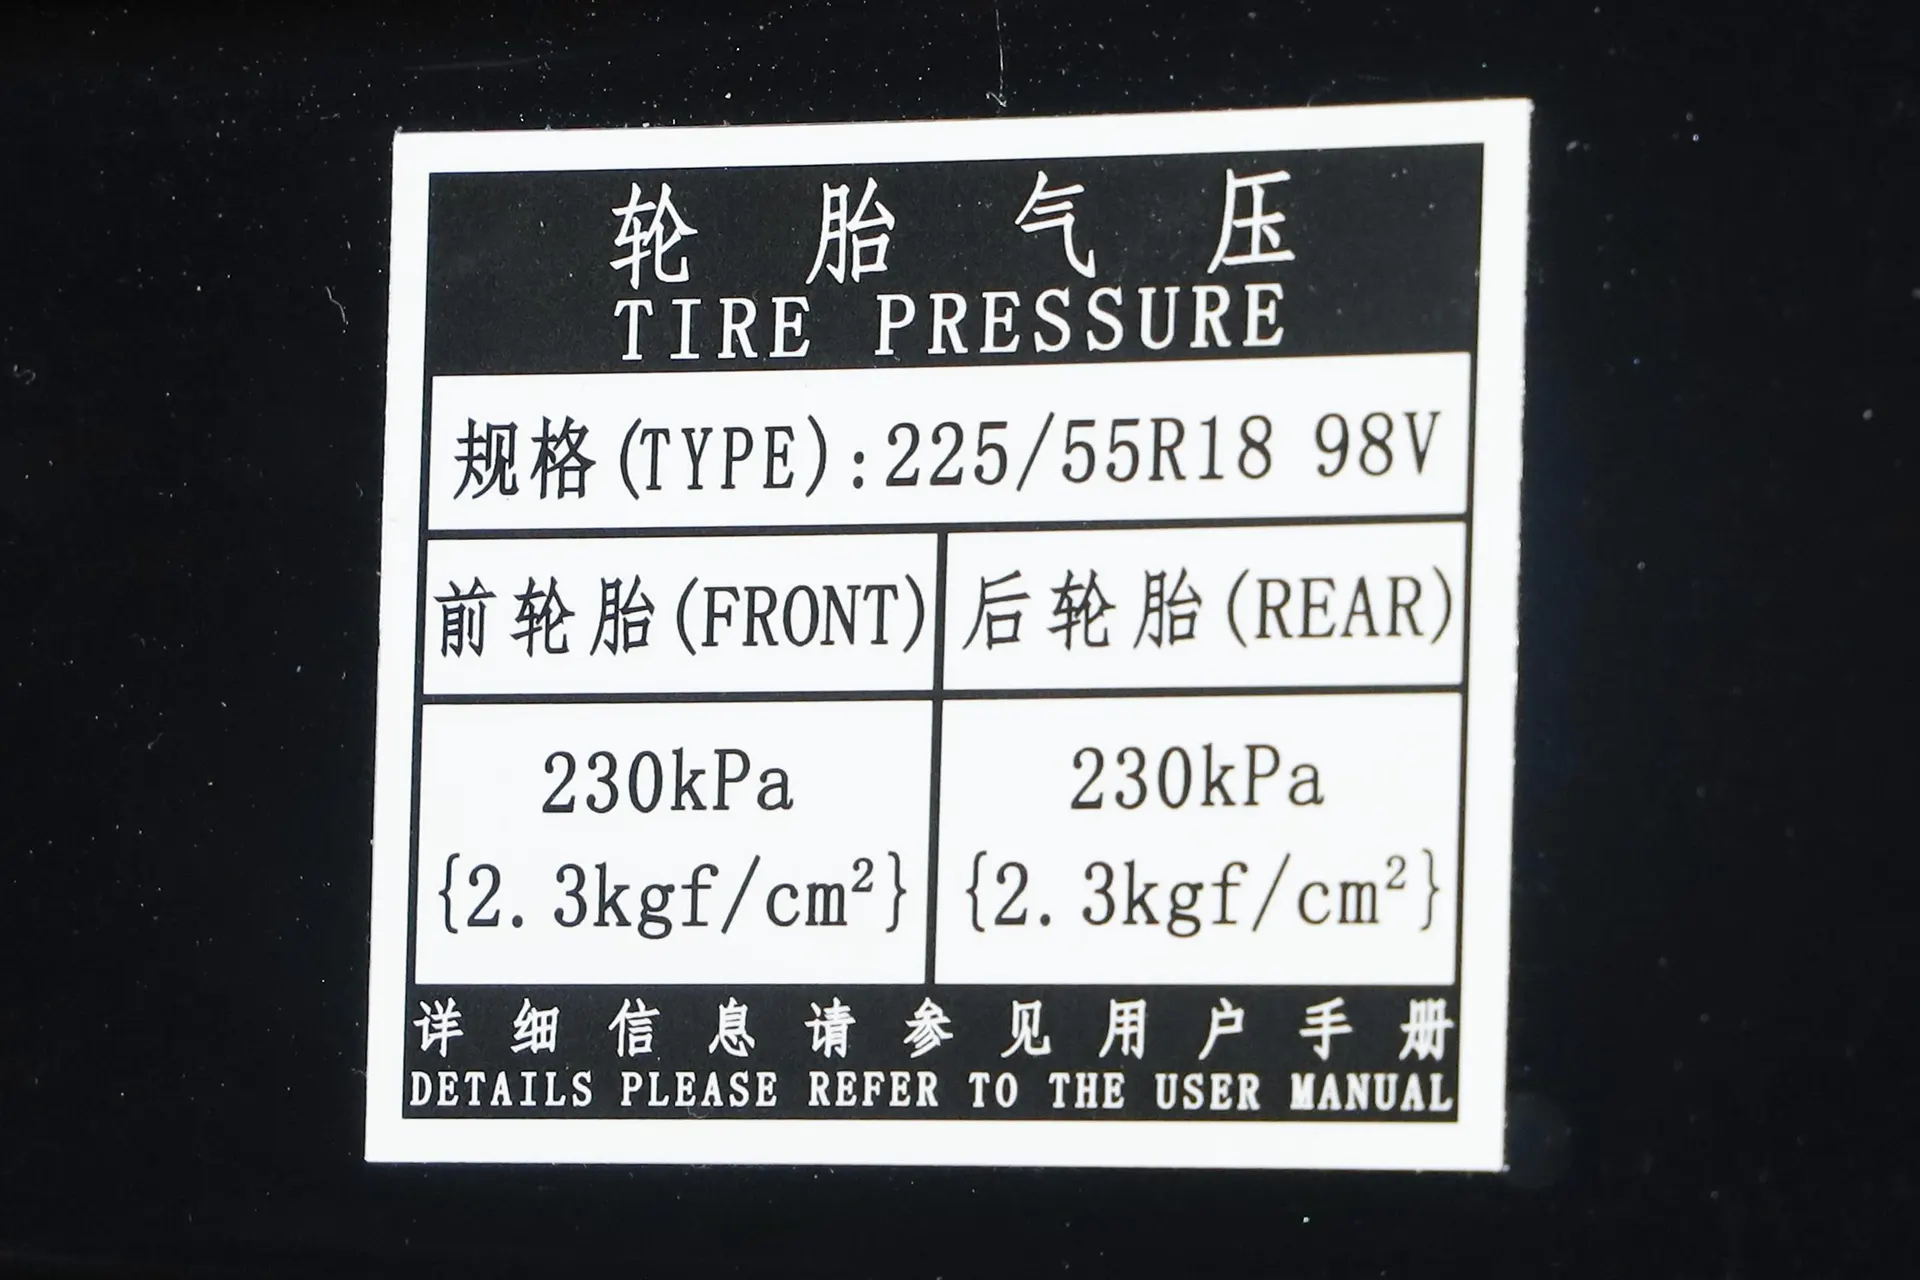 轮胎气压
TIRE PRESSURE
规格(TYPE):225/55R18 98V
前轮胎(FRONT)
后轮胎(REAR)
230kPa
{2.3kgf/cm²}
230kPa
{2.3kgf/cm²}
详细信息请参见用户手册
DETAILS PLEASE REFER TO THE USER MANUAL